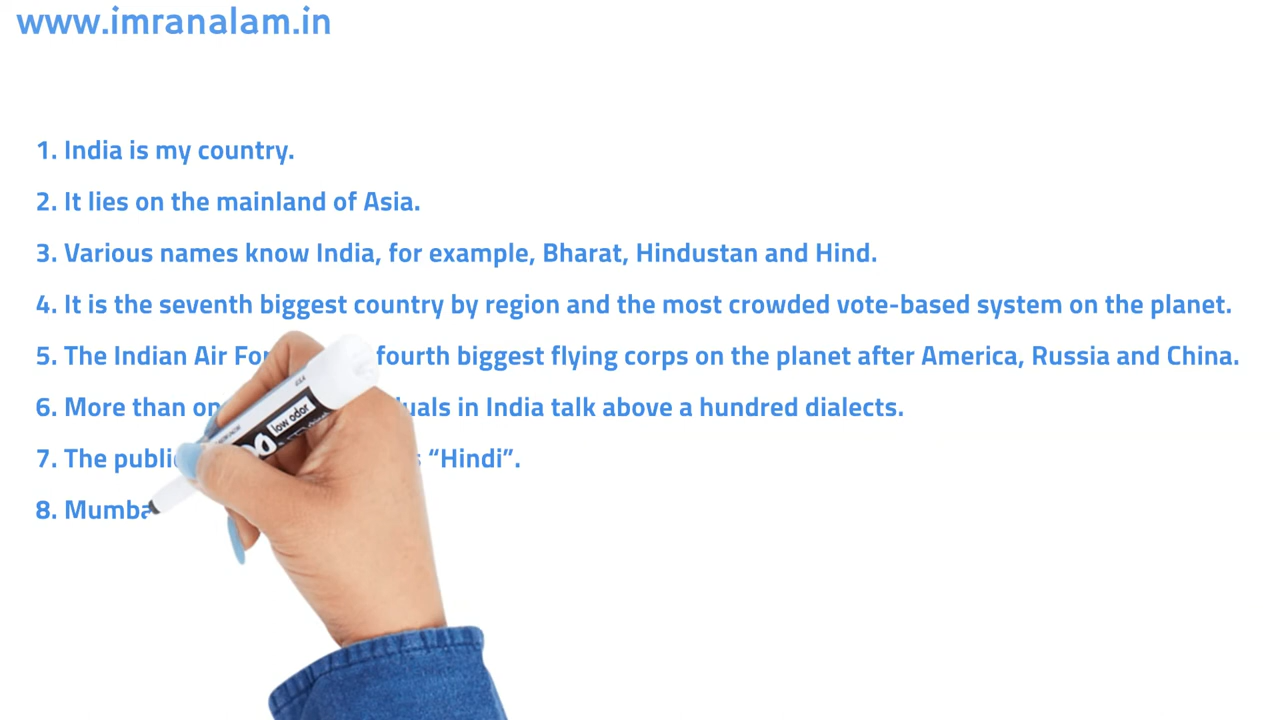 www.imranalam.in
1. India is my country.
2. It lies on the mainland of Asia.
3. Various names know India, for example, Bharat, Hindustan and Hind.
4. It is the seventh biggest country by region and the most crowded vote-based system on the planet.
5. The Indian Air fourth biggest flying corps on the planet after America, Russia and China.
6. More than in India talk above a hundred dialects.
7. The “Hindi”.
8.
low odor